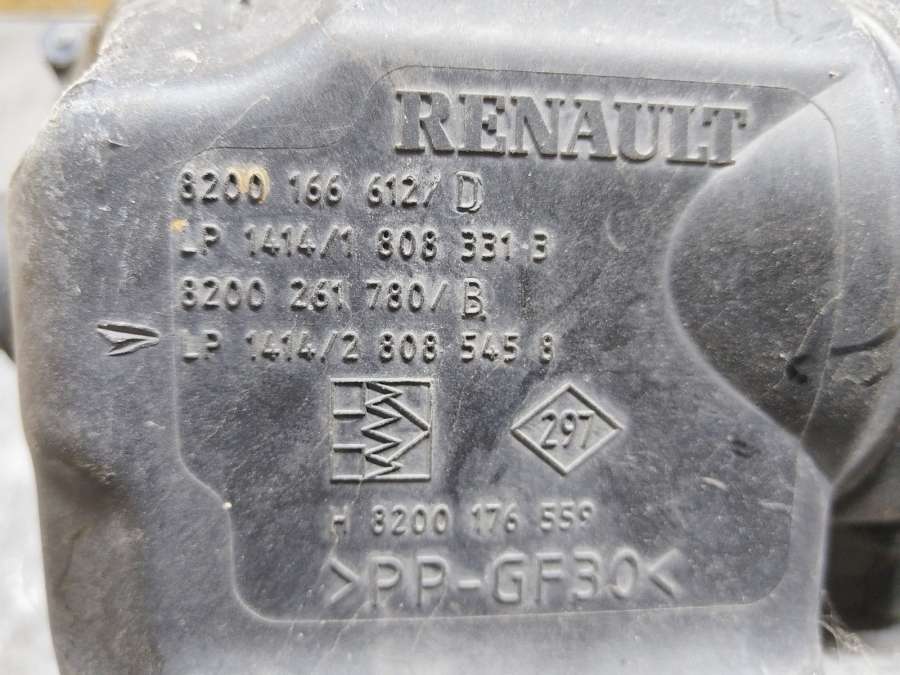 RENAULT
8200 166 612/ D
LP 1414/1 808 331 3
8200 261 780/ B
LP 1414/2 808 545 8
297
H 8200 176 559
>PP-GF30<